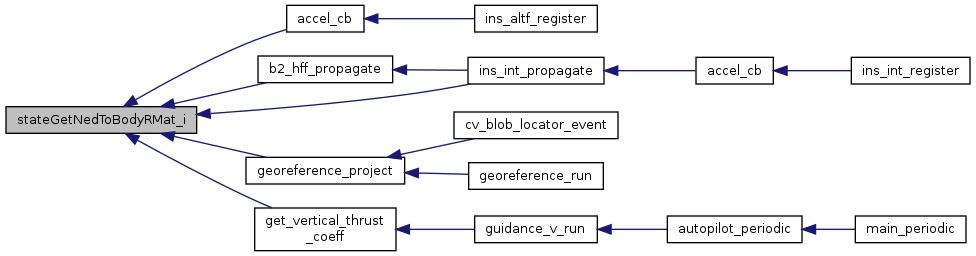 accel_cb
ins_altf_register
b2_hff_propagate
ins_int_propagate
accel_cb
ins_int_register
stateGetNedToBodyRMat_i
cv_blob_locator_event
georeference_project
georeference_run
get_vertical_thrust
_coeff
guidance_v_run
autopilot_periodic
main_periodic